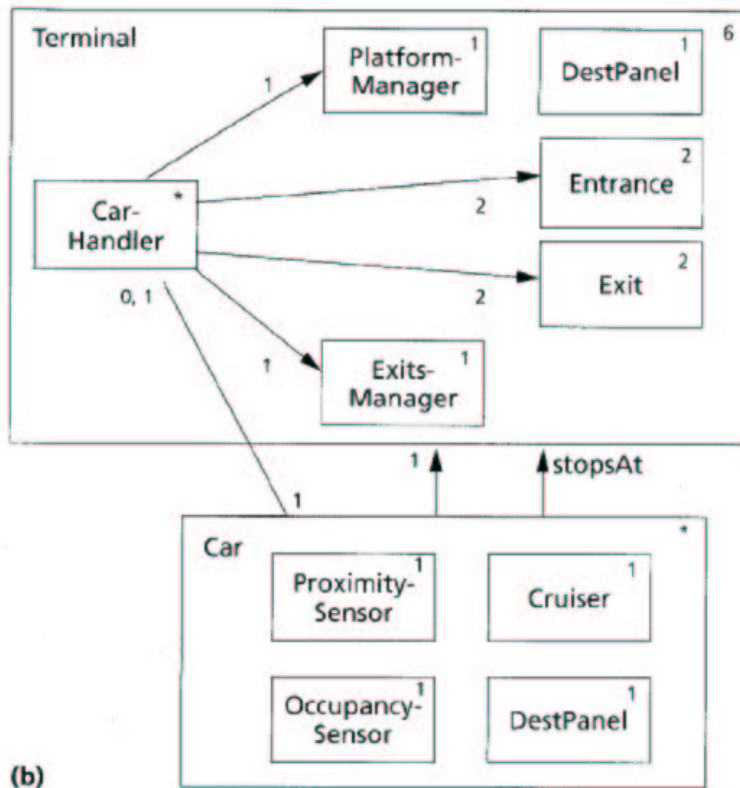 Terminal
6
Platform-
Manager
1
DestPanel
1
1
Car-
Handler
*
Entrance
2
2
Exit
2
2
0, 1
1
Exits-
Manager
1
1
stopsAt
1
Car
*
Proximity-
Sensor
1
Cruiser
1
Occupancy-
Sensor
1
DestPanel
1
(b)